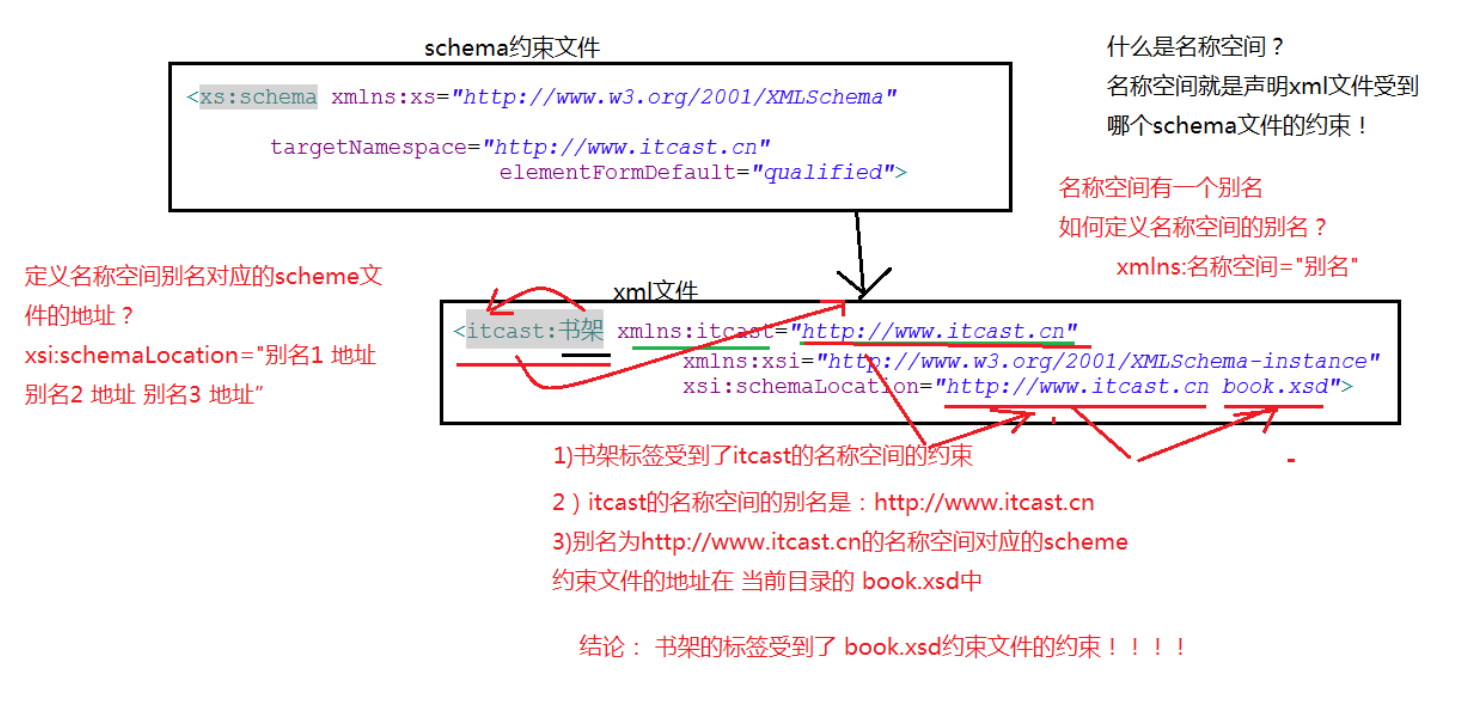 schema约束文件
<xs:schema xmlns:xs="http://www.w3.org/2001/XMLSchema"
targetNamespace="http://www.itcast.cn"
elementFormDefault="qualified">
什么是名称空间？
名称空间就是声明xml文件受到
哪个schema文件的约束！
名称空间有一个别名
如何定义名称空间的别名？
xmlns:名称空间="别名"
定义名称空间别名对应的scheme文
件的地址？
xsi:schemaLocation="别名1 地址
别名2 地址 别名3 地址”
xml文件
<itcast:书架 xmlns:itcast="http://www.itcast.cn"
xmlns:xsi="http://www.w3.org/2001/XMLSchema-instance"
xsi:schemaLocation="http://www.itcast.cn book.xsd">
1)书架标签受到了itcast的名称空间的约束
2）itcast的名称空间的别名是：http://www.itcast.cn
3)别名为http://www.itcast.cn的名称空间对应的scheme
约束文件的地址在 当前目录的 book.xsd中
结论： 书架的标签受到了 book.xsd约束文件的约束！！！！